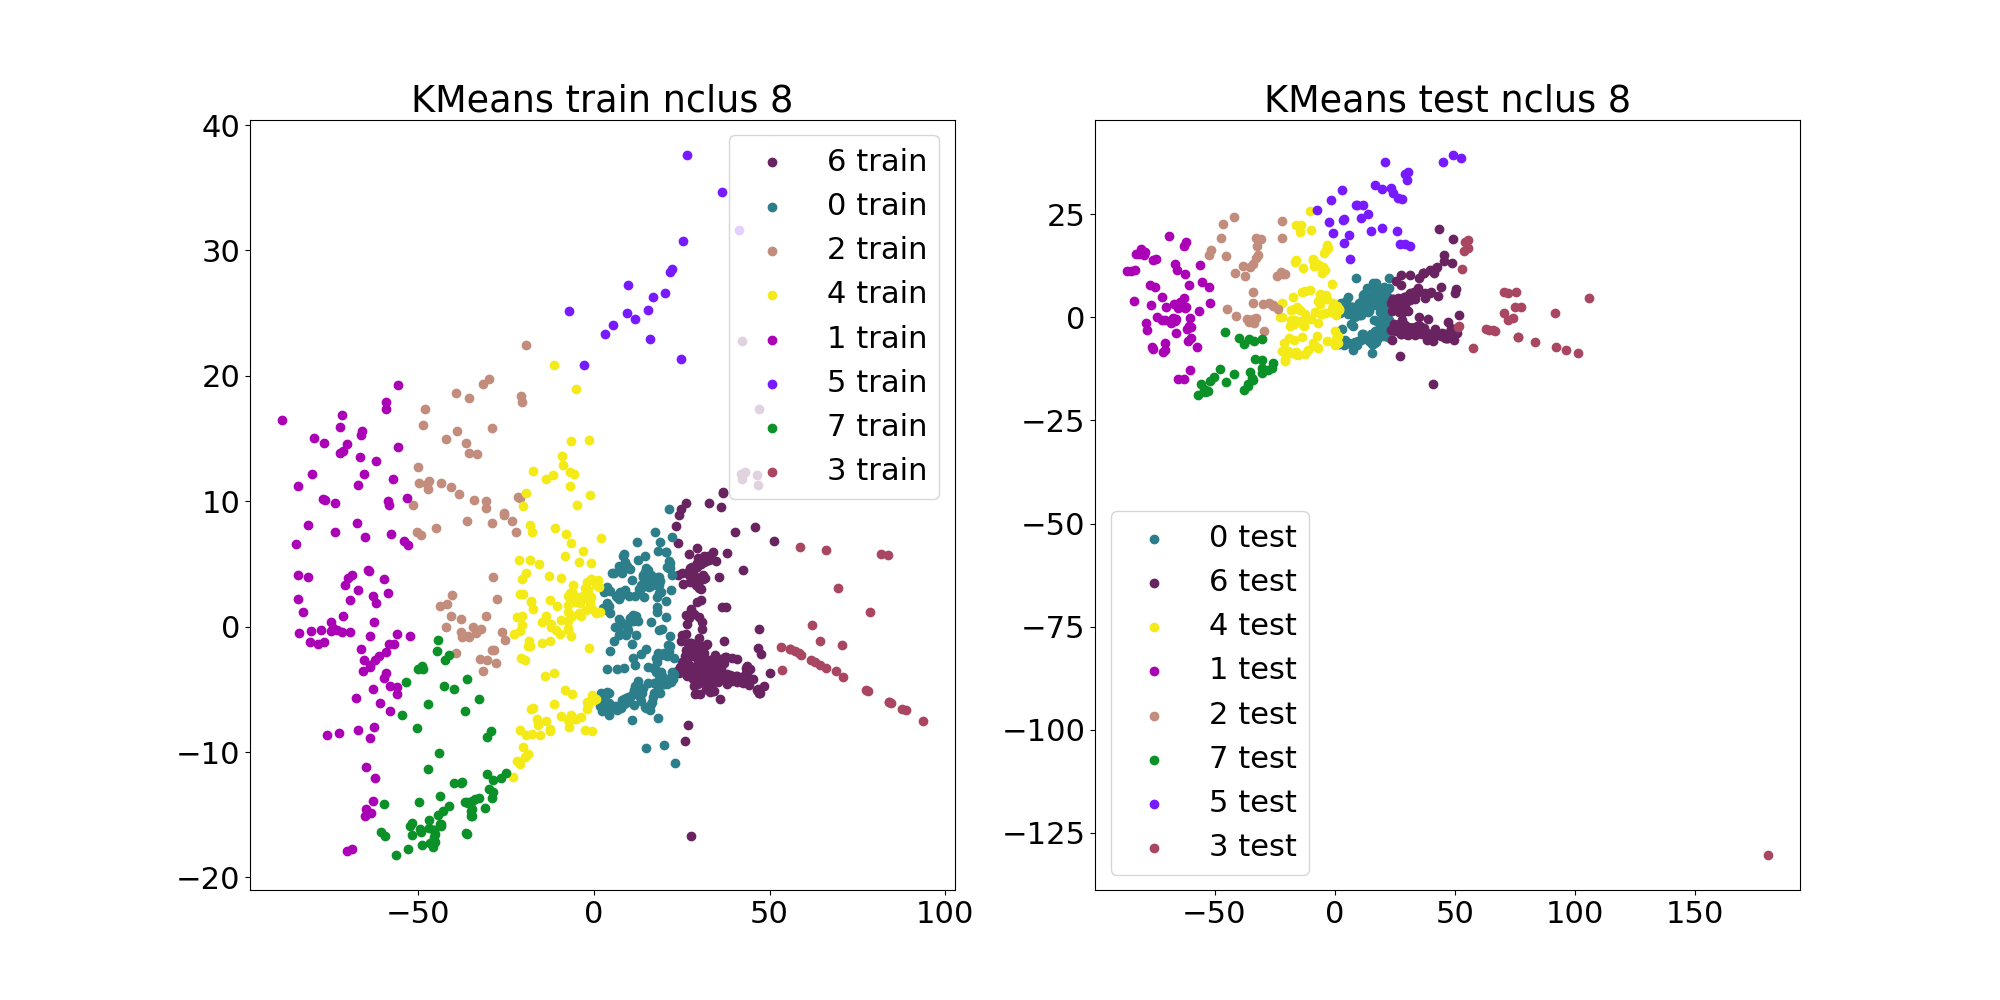 KMeans train nclus 8
40
30
20
10
0
−10
−20
−50
0
50
100
6 train
0 train
2 train
4 train
1 train
5 train
7 train
3 train
KMeans test nclus 8
25
0
−25
−50
−75
−100
−125
−50
0
50
100
150
0 test
6 test
4 test
1 test
2 test
7 test
5 test
3 test